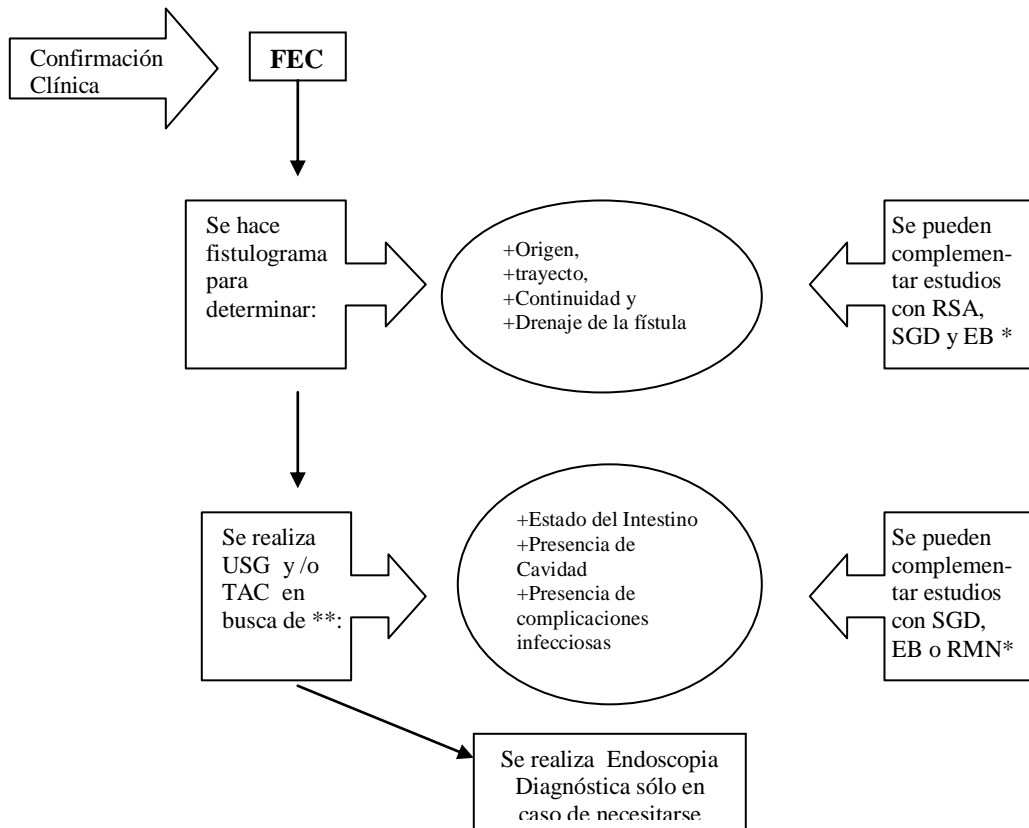 Confirmación
Clínica
FEC
Se hace
fistulograma
para
determinar:
+Origen,
+trayecto,
+Continuidad y
+Drenaje de la fístula
Se pueden
complemen-
tar estudios
con RSA,
SGD y EB *
Se realiza
USG y /o
TAC en
busca de **:
+Estado del Intestino
+Presencia de
Cavidad
+Presencia de
complicaciones
infecciosas
Se pueden
complemen-
tar estudios
con SGD,
EB o RMN*
Se realiza Endoscopia
Diagnóstica sólo en
caso de necesitarse